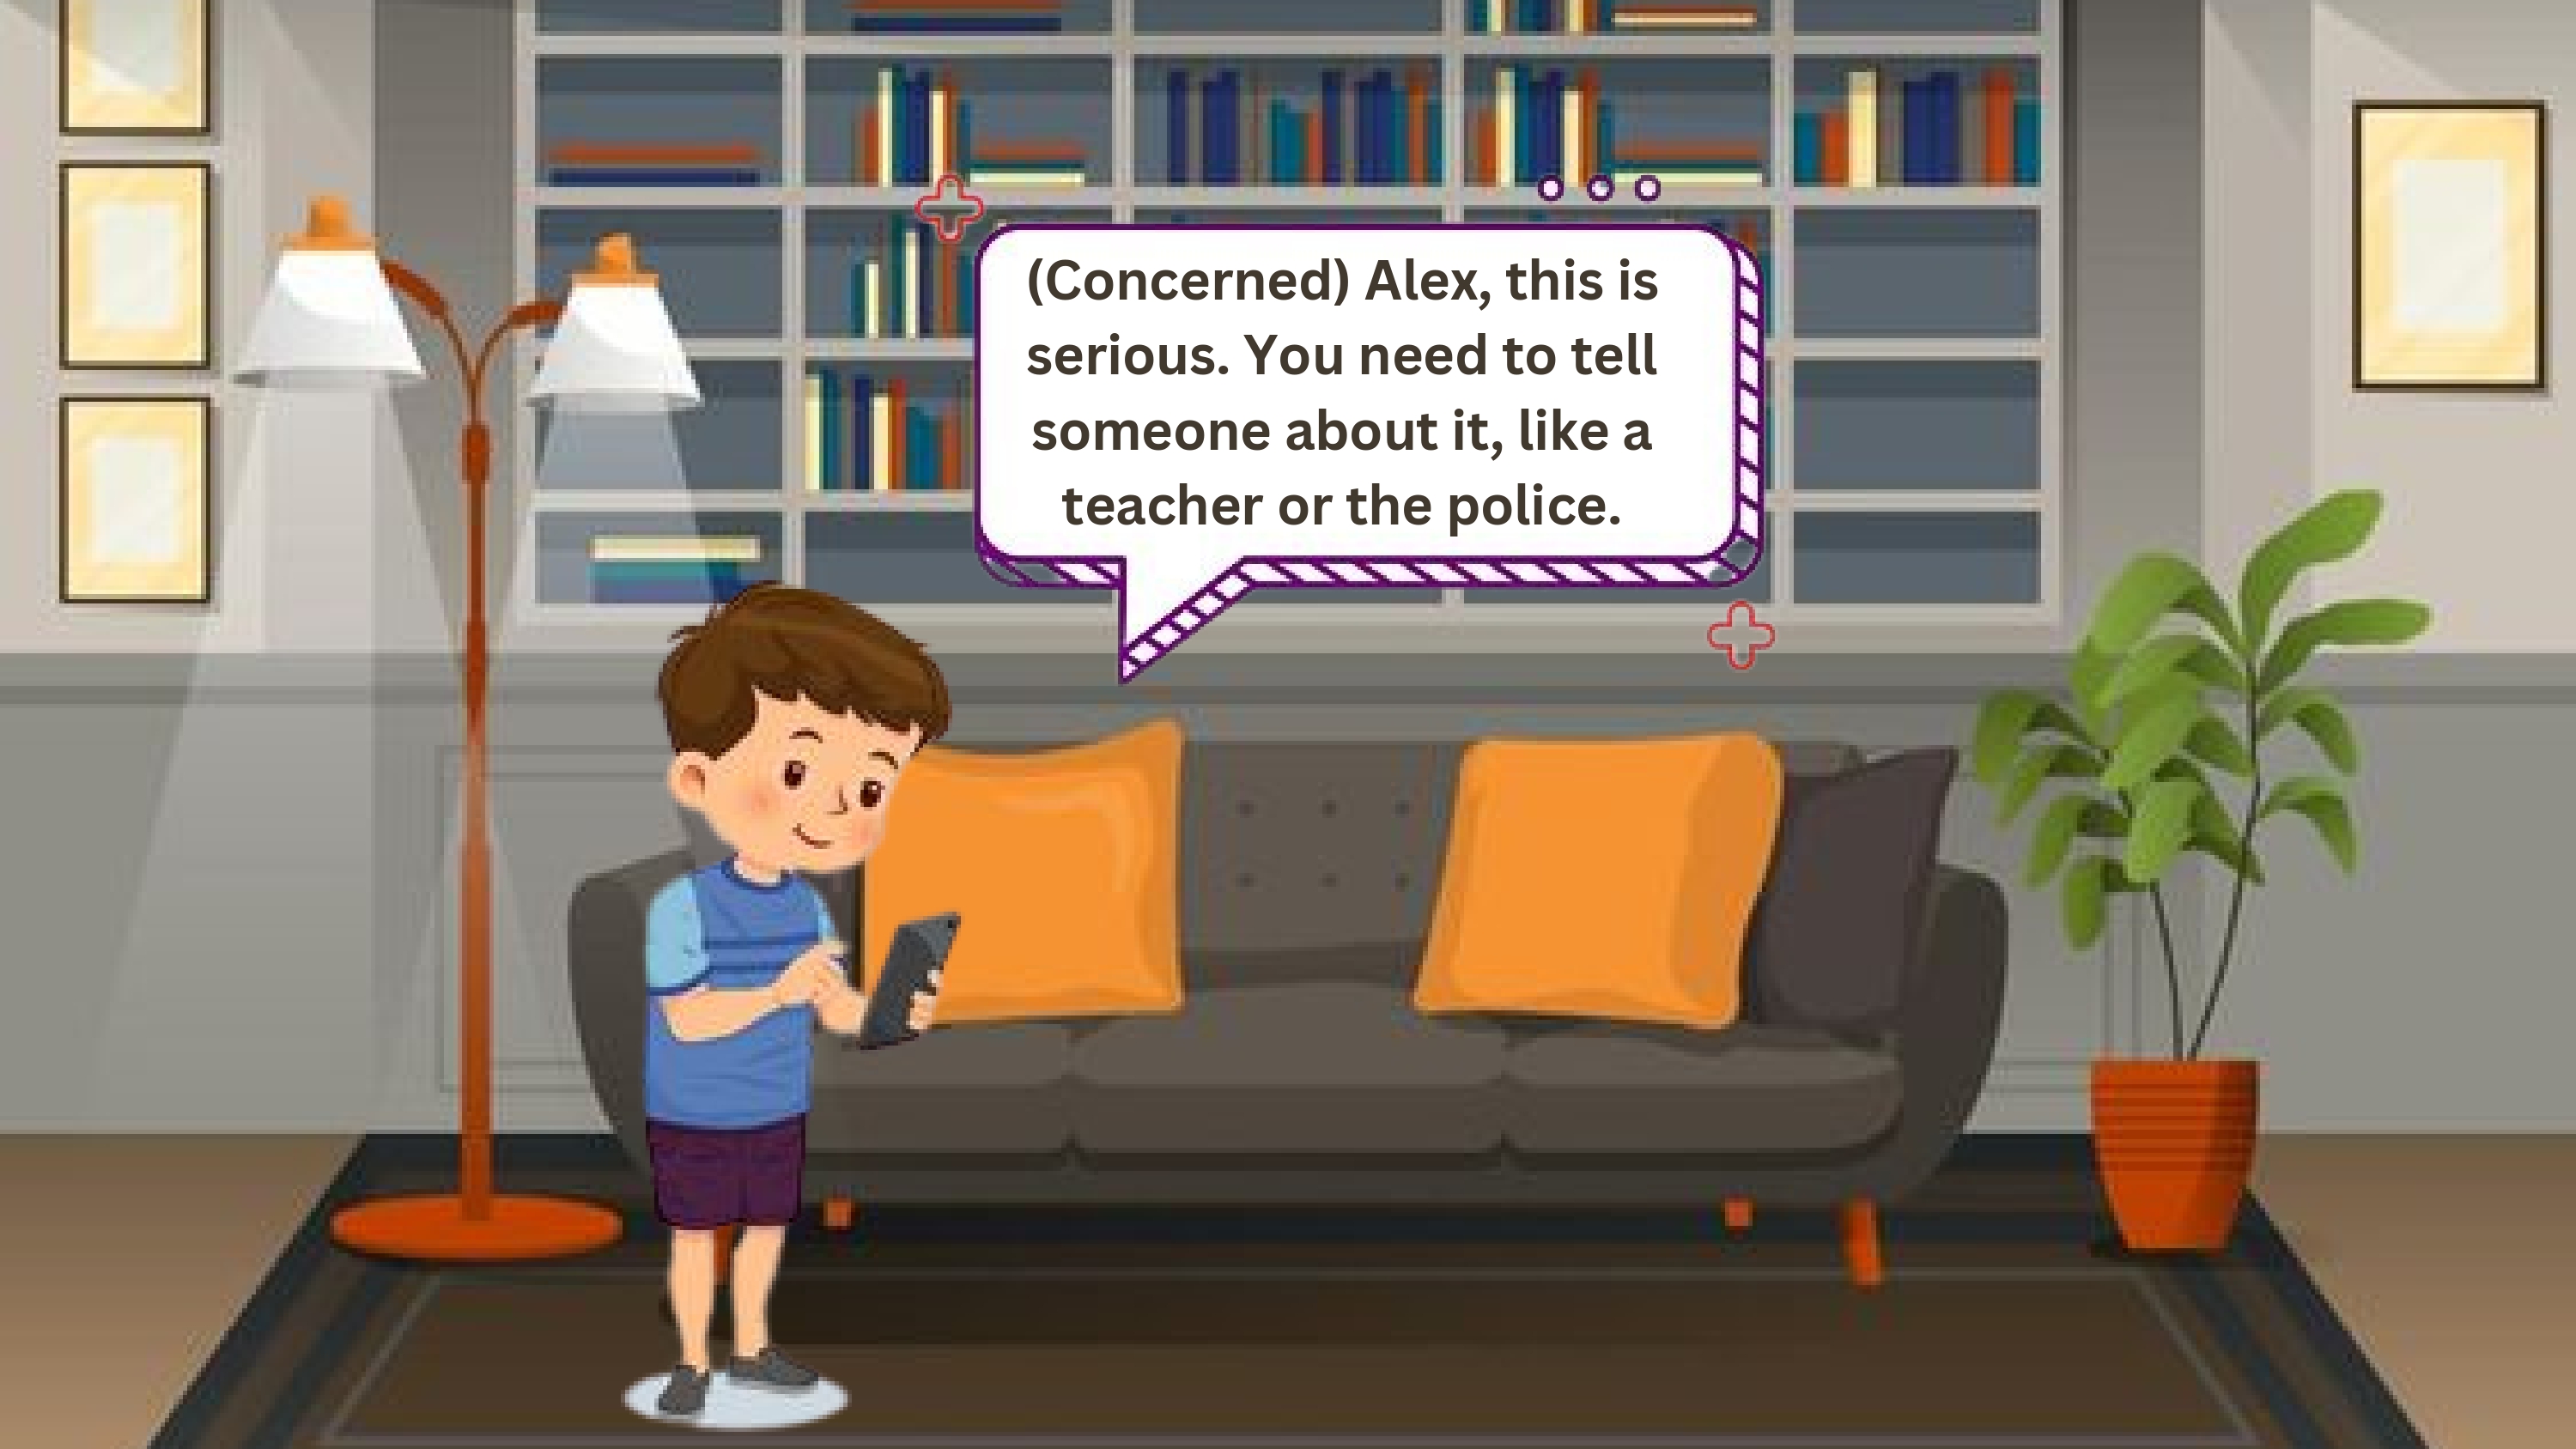 (Concerned) Alex, this is
serious. You need to tell
someone about it, like a
teacher or the police.